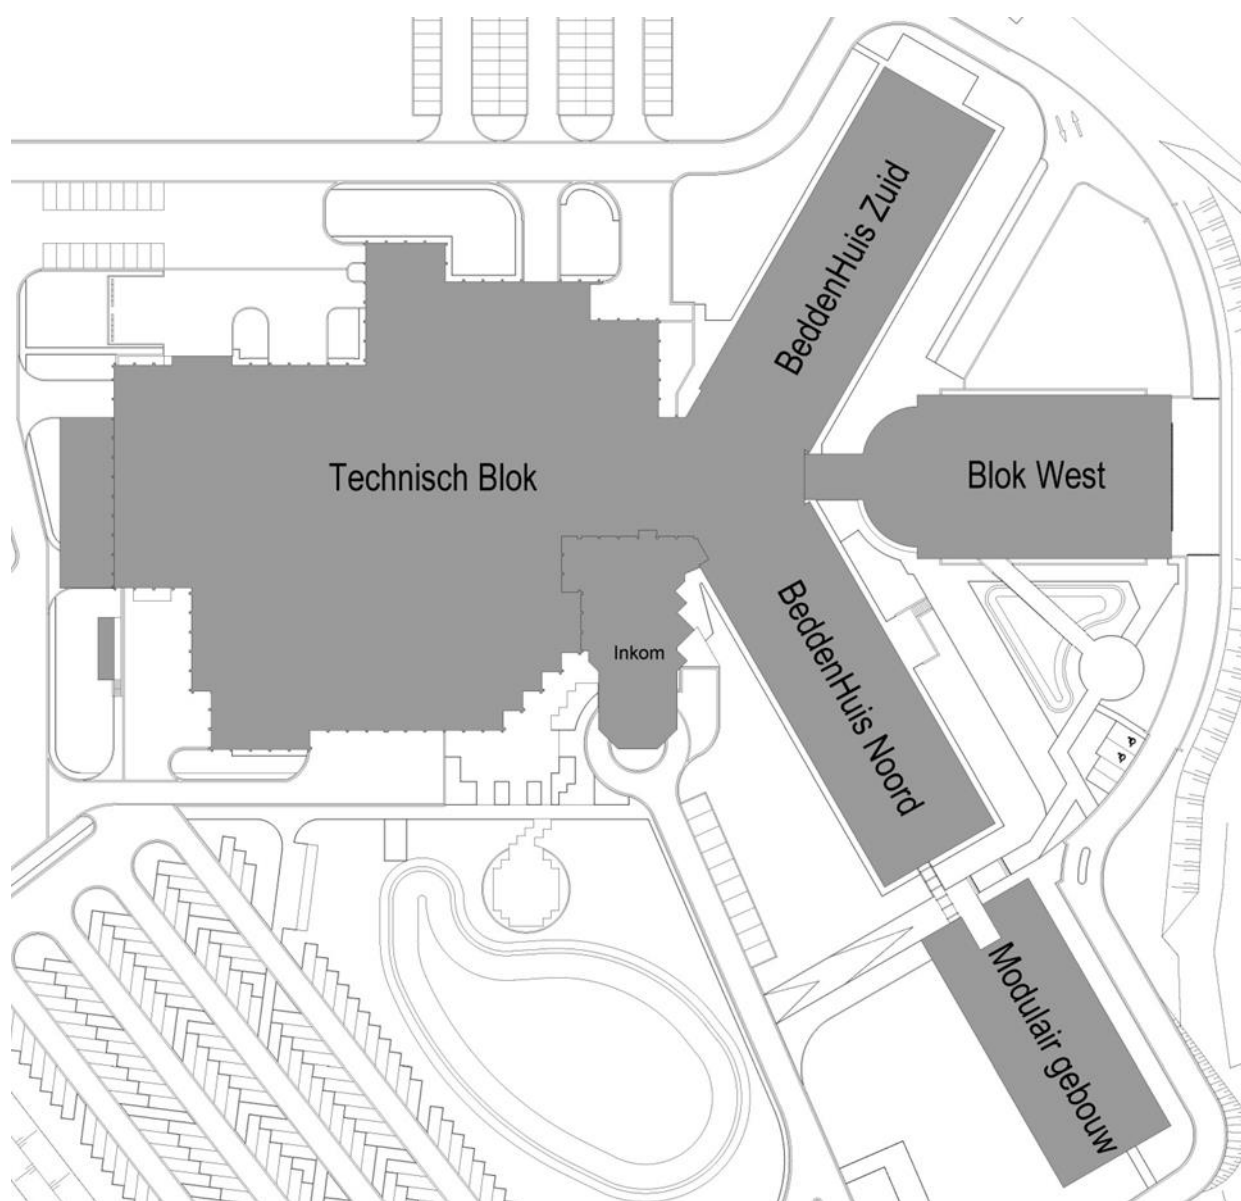 BeddenHuis Zuid
Technisch Blok
Blok West
BeddenHuis Noord
Inkom
Modulair gebouw